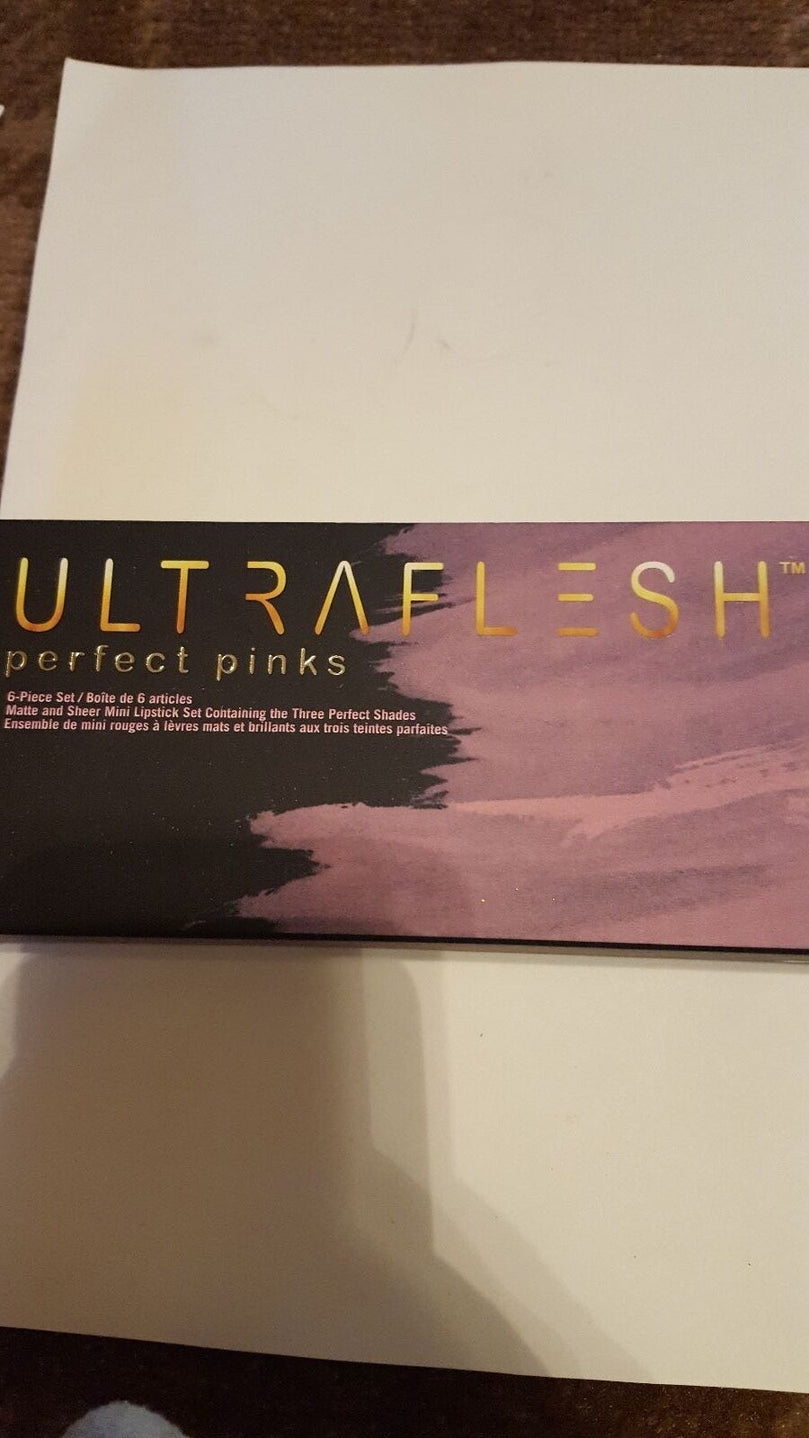 ULTRAFLESH™
perfect pinks
6-Piece Set / Boîte de 6 articles
Matte and Sheer Mini Lipstick Set Containing the Three Perfect Shades
Ensemble de mini rouges à lèvres mats et brillants aux trois teintes parfaites